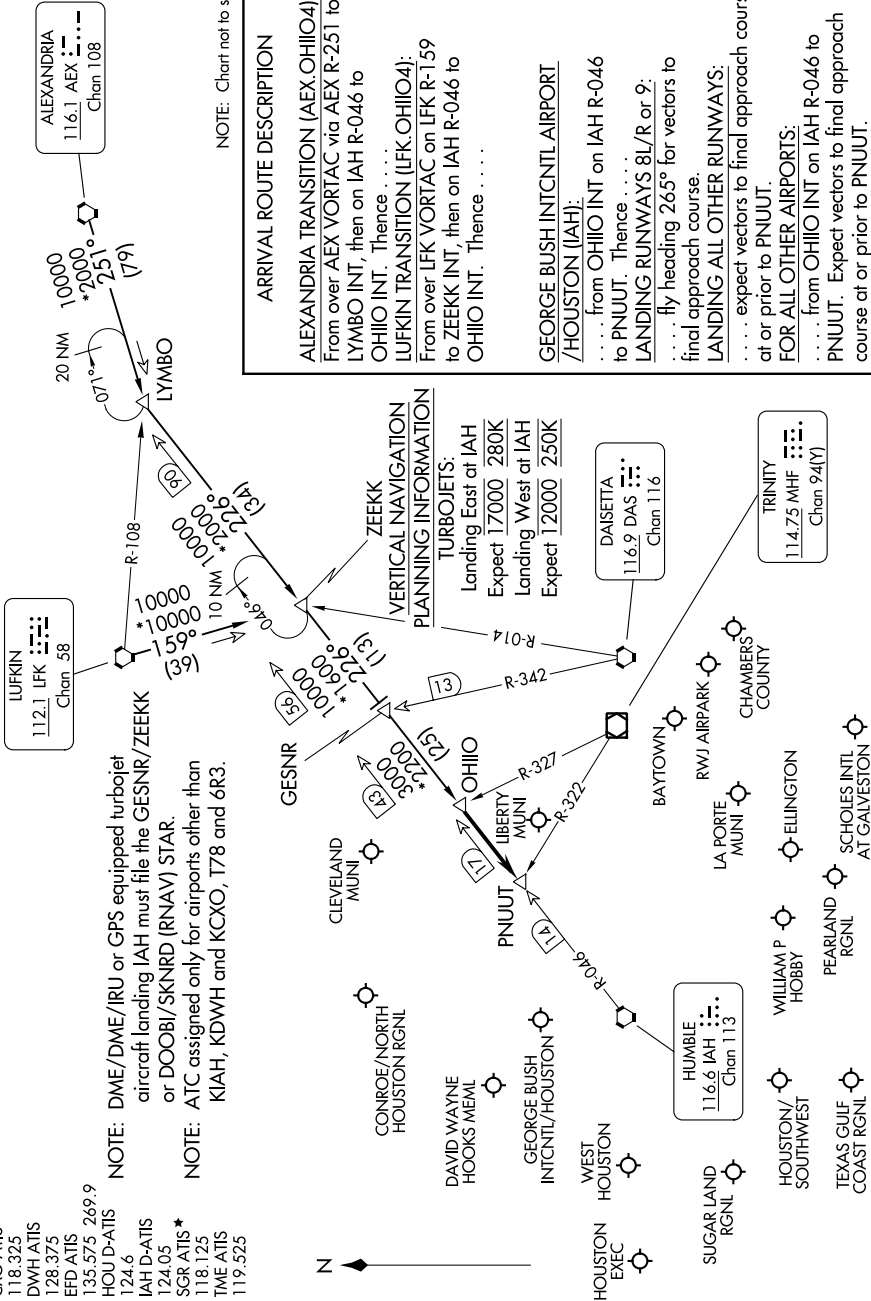 118.325
DWH ATIS
128.375
EFD ATIS
135.575 269.9
HOU D-ATIS
124.6
IAH D-ATIS
124.05
SGR ATIS★
118.125
TME ATIS
119.525
NOTE: DME/DME/IRU or GPS equipped turbojet
aircraft landing IAH must file the GESNR/ZEEKK
or DOOBI/SKNRD (RNAV) STAR.
NOTE: ATC assigned only for airports other than
KIAH, KDWH and KCXO, T78 and 6R3.
LUFKIN
112.1 LFK
Chan 58
ALEXANDRIA
116.1 AEX
Chan 108
10000
*2000
251°
(79)
20 NM
071°
LYMBO
R-108
90
10000
*2000
226°
(34)
10000
*10000
159°
(39)
10 NM
046°
ZEEKK
56
10000
*1600
226°
(13)
GESNR
13
R-342
R-014
43
3000
*2200
(25)
OHIIO
17
R-327
R-322
PNUUT
14
R-046
VERTICAL NAVIGATION
PLANNING INFORMATION
TURBOJETS:
Landing East at IAH
Expect 17000 280K
Landing West at IAH
Expect 12000 250K
DAISETTA
116.9 DAS
Chan 116
TRINITY
114.75 MHF
Chan 94(Y)
HUMBLE
116.6 IAH
Chan 113
CLEVELAND
MUNI
LIBERTY
MUNI
CONROE/NORTH
HOUSTON RGNL
DAVID WAYNE
HOOKS MEML
GEORGE BUSH
INTCNTL/HOUSTON
WEST
HOUSTON
HOUSTON
EXEC
SUGAR LAND
RGNL
HOUSTON/
SOUTHWEST
TEXAS GULF
COAST RGNL
WILLIAM P
HOBBY
PEARLAND
RGNL
ELLINGTON
SCHOLES INTL
AT GALVESTON
LA PORTE
MUNI
BAYTOWN
RWJ AIRPARK
CHAMBERS
COUNTY
N
NOTE: Chart not to s
ARRIVAL ROUTE DESCRIPTION
ALEXANDRIA TRANSITION (AEX.OHIIO4)
From over AEX VORTAC via AEX R-251 to
LYMBO INT, then on IAH R-046 to
OHIIO INT. Thence . . . .
LUFKIN TRANSITION (LFK.OHIIO4):
From over LFK VORTAC on LFK R-159
to ZEEKK INT, then on IAH R-046 to
OHIIO INT. Thence . . . .
GEORGE BUSH INTCNTL AIRPORT
/HOUSTON (IAH):
. . . . from OHIIO INT on IAH R-046
to PNUUT. Thence . . . .
LANDING RUNWAYS 8L/R or 9:
. . . . fly heading 265° for vectors to
final approach course.
LANDING ALL OTHER RUNWAYS:
. . . . expect vectors to final approach cours
at or prior to PNUUT.
FOR ALL OTHER AIRPORTS:
. . . . from OHIIO INT on IAH R-046 to
PNUUT. Expect vectors to final approach
course at or prior to PNUUT.